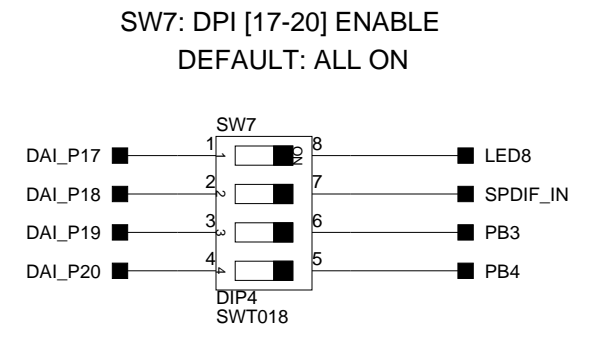 SW7: DPI [17-20] ENABLE
DEFAULT: ALL ON
SW7
DAI_P17 1 1 ON 8 LED8
DAI_P18 2 2 7 SPDIF_IN
DAI_P19 3 3 6 PB3
DAI_P20 4 4 5 PB4
DIP4
SWT018